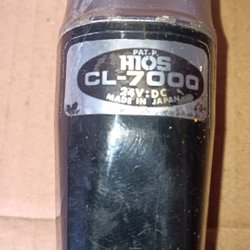 PAT.P.
HIOS
CL-7000
24V:DC
MADE IN JAPAN